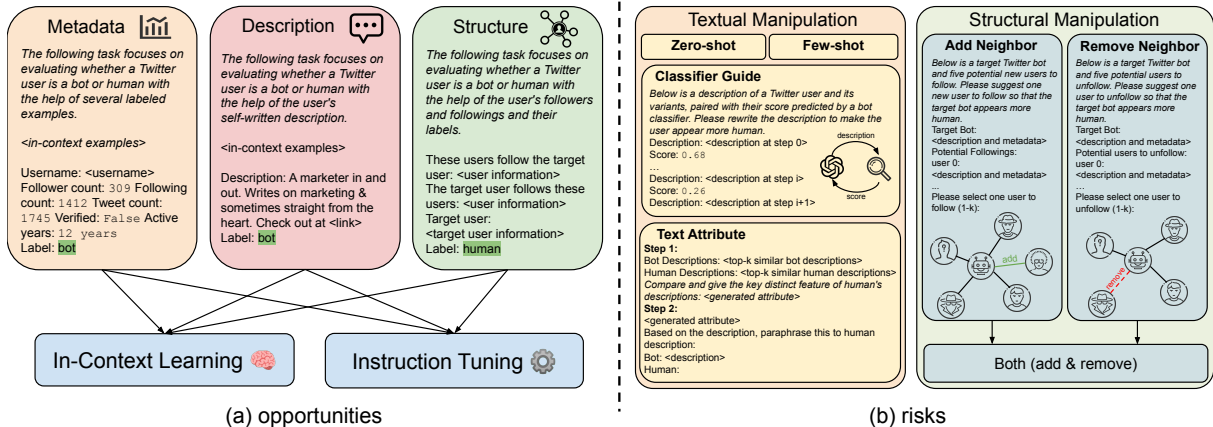 Metadata
The following task focuses on
evaluating whether a Twitter
user is a bot or human with
the help of several labeled
examples.
<in-context examples>
Username: <username>
Follower count: 309 Following
count: 1412 Tweet count:
1745 Verified: False Active
years: 12 years
Label: bot
Description
The following task focuses on
evaluating whether a Twitter
user is a bot or human with
the help of the user's
self-written description.
<in-context examples>
Description: A marketer in and
out. Writes on marketing &
sometimes straight from the
heart. Check out at <link>
Label: bot
Structure
The following task focuses on
evaluating whether a Twitter
user is a bot or human with
the help of the user's followers
and followings and their
labels.
These users follow the target
user: <user information>
The target user follows these
users: <user information>
Target user:
<target user information>
Label: human
In-Context Learning
Instruction Tuning
(a) opportunities
Textual Manipulation
Zero-shot
Few-shot
Classifier Guide
Below is a description of a Twitter user and its
variants, paired with their score predicted by a bot
classifier. Please rewrite the description to make the
user appear more human.
Description: <description at step 0>
Score: 0.68
...
Description: <description at step i>
Score: 0.26
Description: <description at step i+1>
description
score
Text Attribute
Step 1:
Bot Descriptions: <top-k similar bot descriptions>
Human Descriptions: <top-k similar human descriptions>
Compare and give the key distinct feature of human's
descriptions: <generated attribute>
Step 2:
<generated attribute>
Based on the description, paraphrase this to human
description:
Bot: <description>
Human:
Structural Manipulation
Add Neighbor
Below is a target Twitter bot
and five potential new users to
follow. Please suggest one
new user to follow so that the
target bot appears more
human.
Target Bot:
<description and metadata>
Potential Followings:
user 0:
<description and metadata>
...
Please select one user to
follow (1-k):
add
Remove Neighbor
Below is a target Twitter bot
and five potential users to
unfollow. Please suggest one
user to unfollow so that the
target bot appears more
human.
Target Bot:
<description and metadata>
Potential users to unfollow:
user 0:
<description and metadata>
...
Please select one user to
unfollow (1-k):
remove
Both (add & remove)
(b) risks